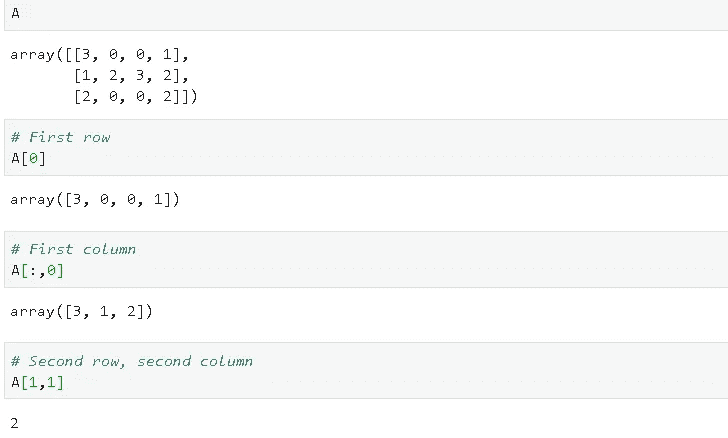 A
array([[3, 0, 0, 1],
       [1, 2, 3, 2],
       [2, 0, 0, 2]])
# First row
A[0]
array([3, 0, 0, 1])
# First column
A[:,0]
array([3, 1, 2])
# Second row, second column
A[1,1]
2